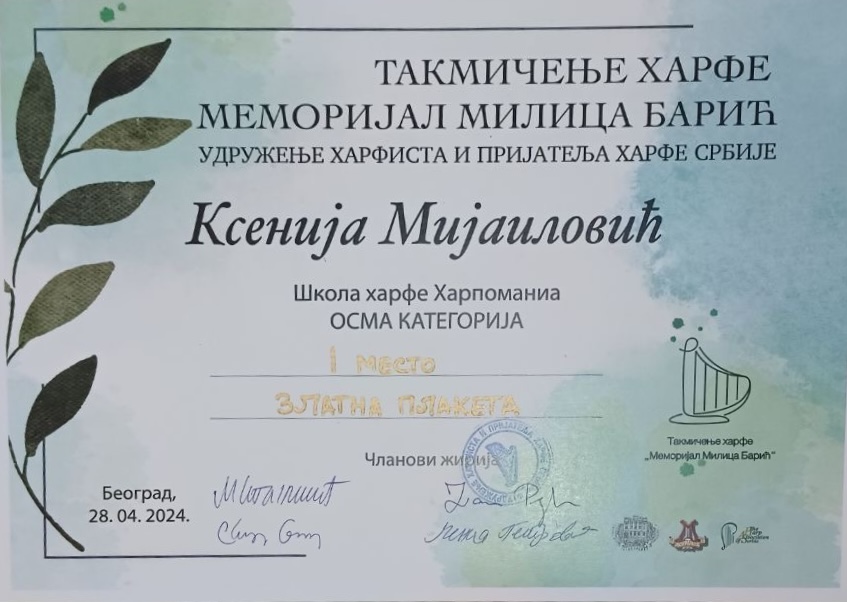 ТАКМИЧЕЊЕ ХАРФЕ
МЕМОРИЈАЛ МИЛИЦА БАРИЋ
УДРУЖЕЊЕ ХАРФИСТА И ПРИЈАТЕЉА ХАРФЕ СРБИЈЕ
Ксенија Мијаиловић
Школа харфе Харпоманиа
ОСМА КАТЕГОРИЈА
I МЕСТО
ЗЛАТНА ПЛАКЕТА
Чланови жирија
Београд,
28. 04. 2024.
Такмичење харфе
„Меморијал Милица Барић“